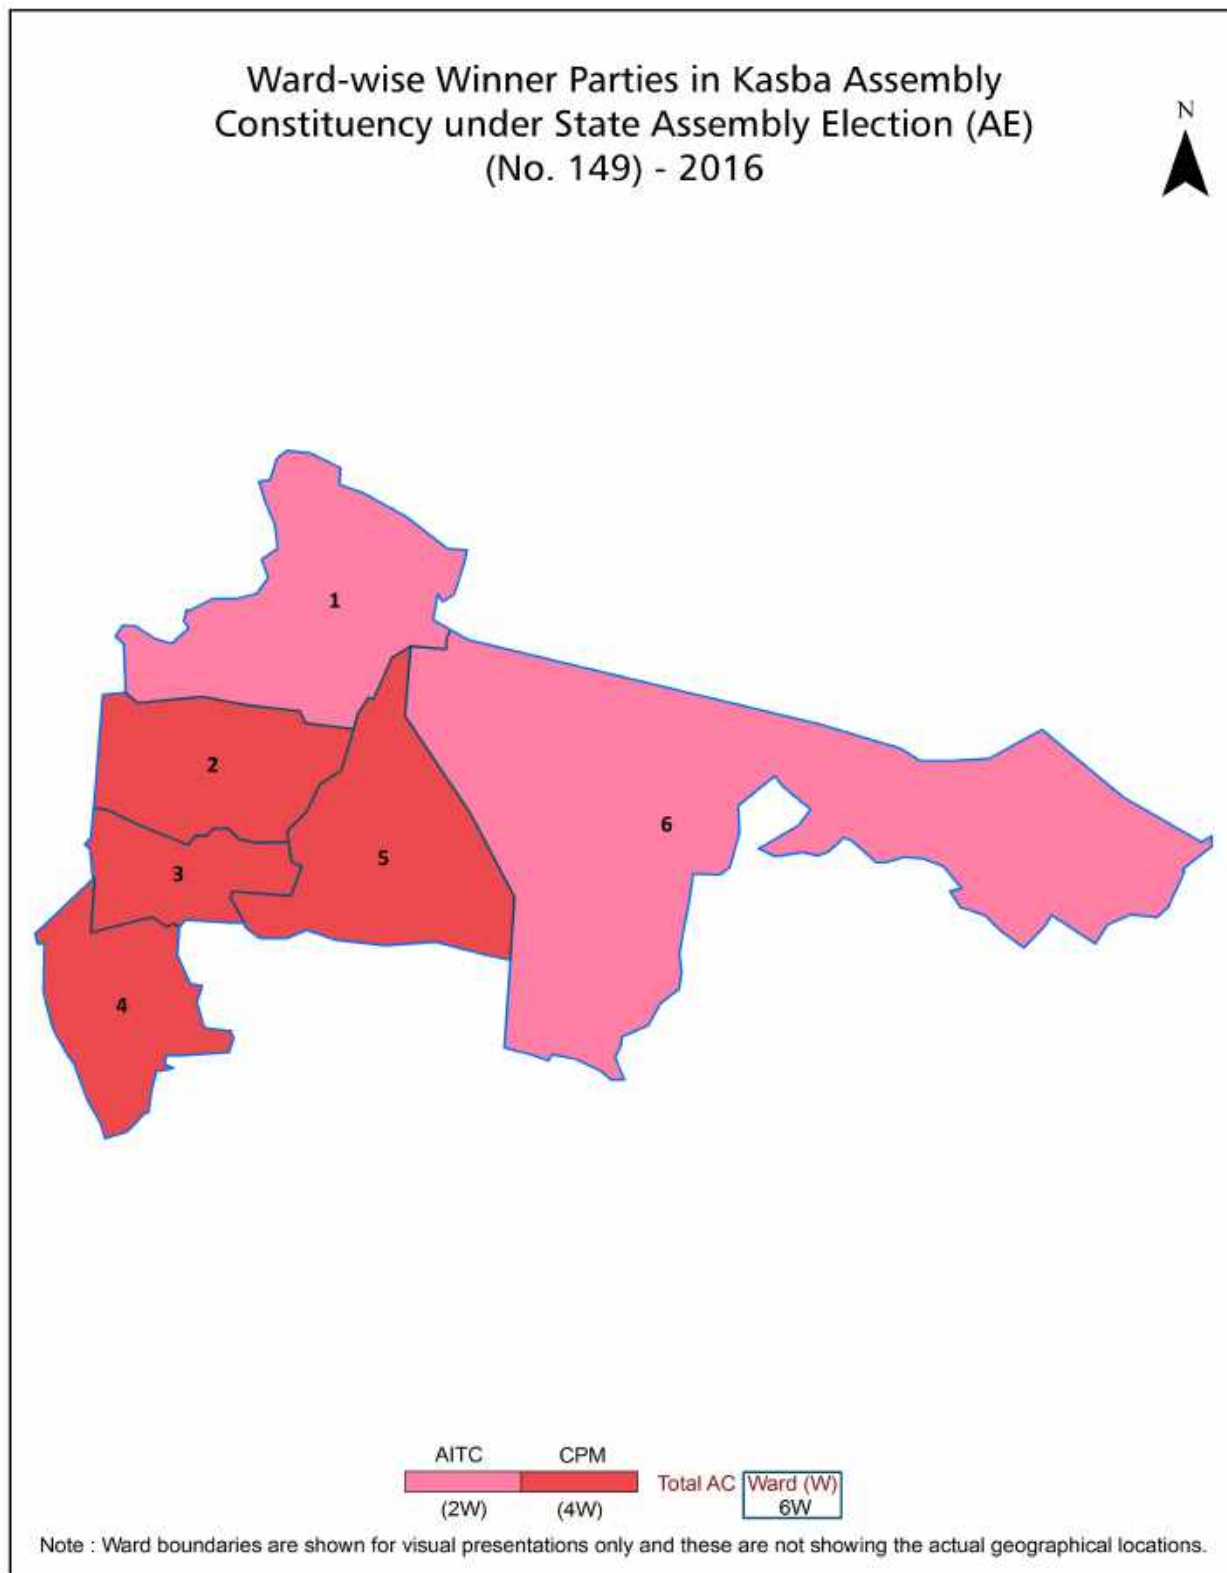 Ward-wise Winner Parties in Kasba Assembly
Constituency under State Assembly Election (AE)
(No. 149) - 2016
N
1
2
3
4
5
6
AITC CPM
(2W) (4W)
Total AC
Ward (W)
6W
Note : Ward boundaries are shown for visual presentations only and these are not showing the actual geographical locations.